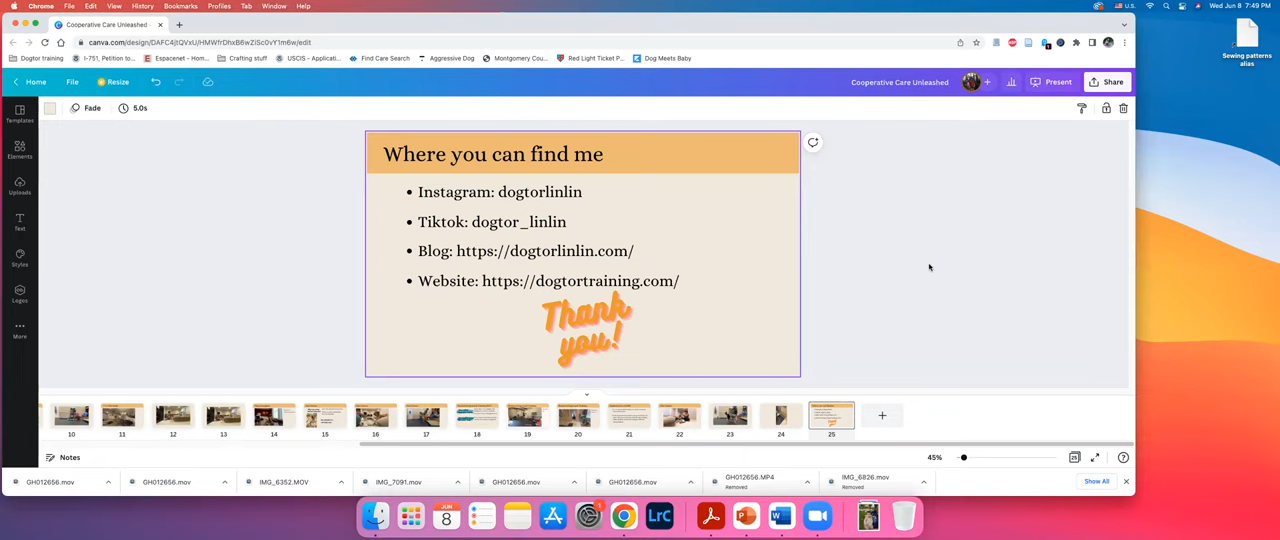 Chrome File Edit View History Bookmarks Profiles Tab Window Help
U.S. Wed Jun 8 7:49 PM
Cooperative Care Unleashed -
canva.com/design/DAFC4jtQVxU/HMWfrDhxB6wZiSc0vY1m6w/edit
Dogtor training I-751, Petition to... Espacenet - Hom... Crafting stuff USCIS - Applicati... Find Care Search Aggressive Dog Montgomery Cou... Red Light Ticket P... Dog Meets Baby
Home File Resize Cooperative Care Unleashed Present Share
Fade 5.0s
Templates
Elements
Uploads
Text
Styles
Logos
More
Where you can find me
• Instagram: dogtorlinlin
• Tiktok: dogtor_linlin
• Blog: https://dogtorlinlin.com/
• Website: https://dogtortraining.com/
Thank
you!
10 11 12 13 14 15 16 17 18 19 20 21 22 23 24 25
Notes 45% 25
GH012656.mov GH012656.mov IMG_6352.MOV IMG_7091.mov GH012656.mov GH012656.mov GH012656.MP4 IMG_6826.mov Show All
Removed Removed
JUN
8
1
LrC
Sewing patterns
alias